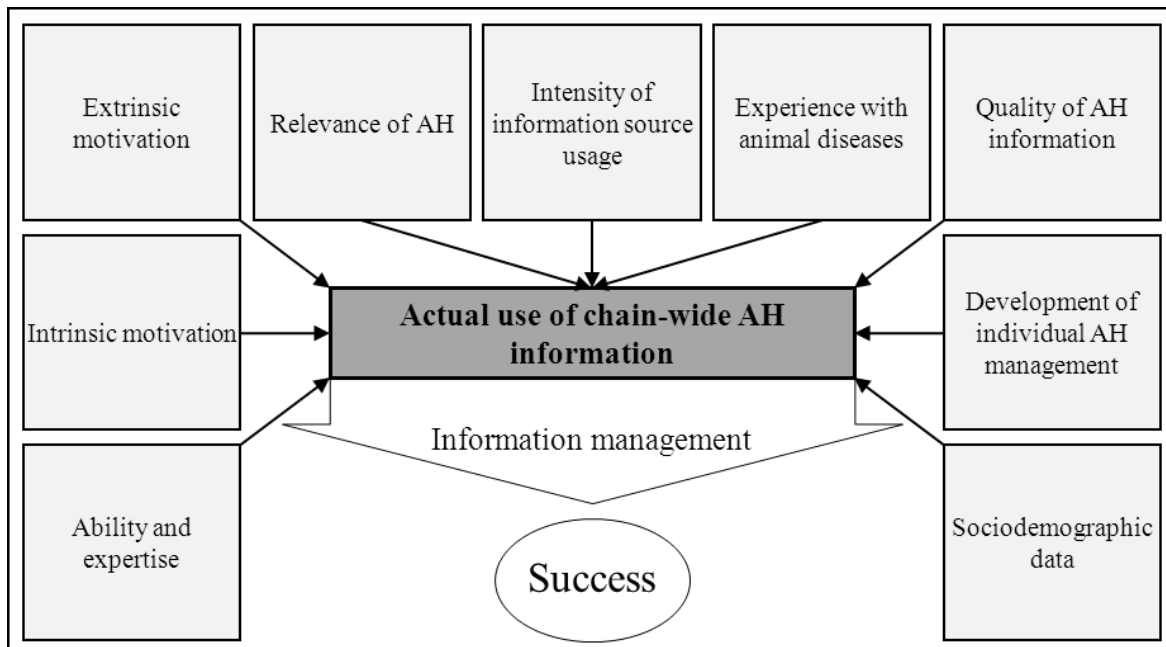 Extrinsic
motivation
Relevance of AH
Intensity of
information source
usage
Experience with
animal diseases
Quality of AH
information
Intrinsic motivation
Actual use of chain-wide AH
information
Development of
individual AH
management
Information management
Ability and
expertise
Success
Sociodemographic
data